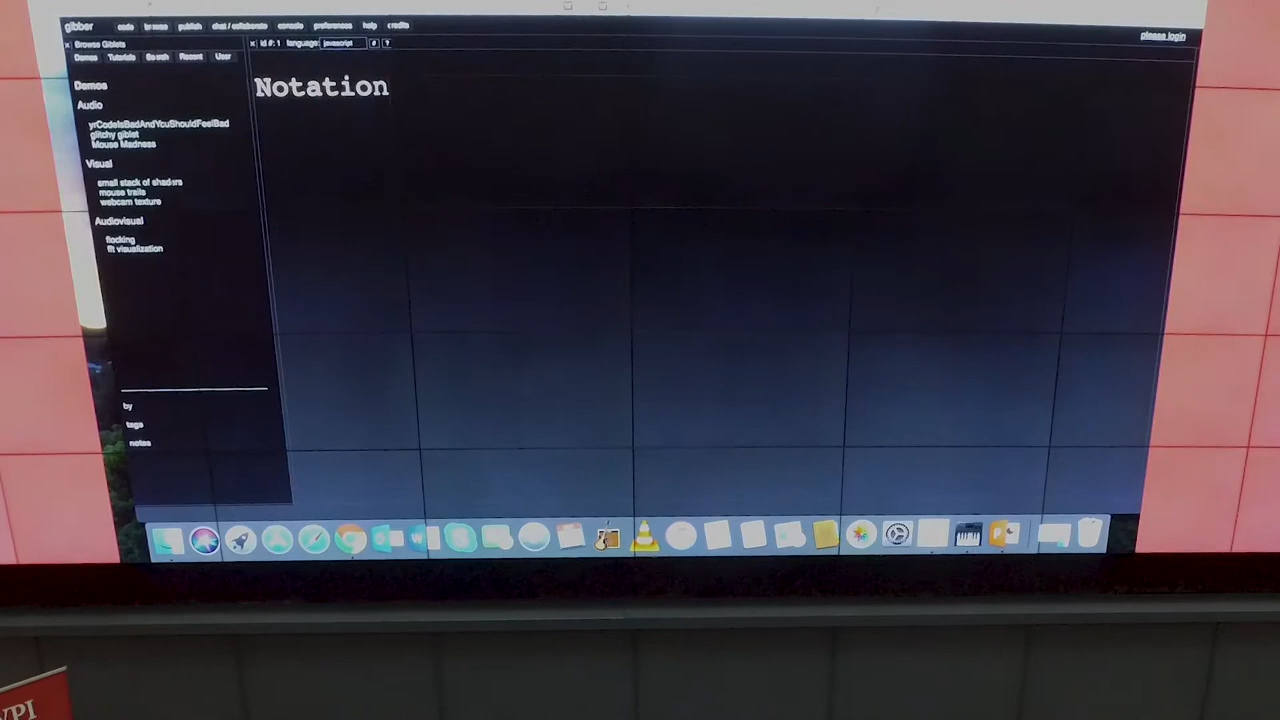 gibber code browse publish chat / collaborate console preferences help credits
please login
× Browse Giblets
× id #: 1 language: javascript # ?
Demos Tutorials Search Recent User
Notation
Demos
Audio
yrCodeIsBadAndYouShouldFeelBad
glitchy giblet
Mouse Madness
Visual
small stack of shaders
mouse trails
webcam texture
Audiovisual
flocking
fft visualization
by
tags
notes